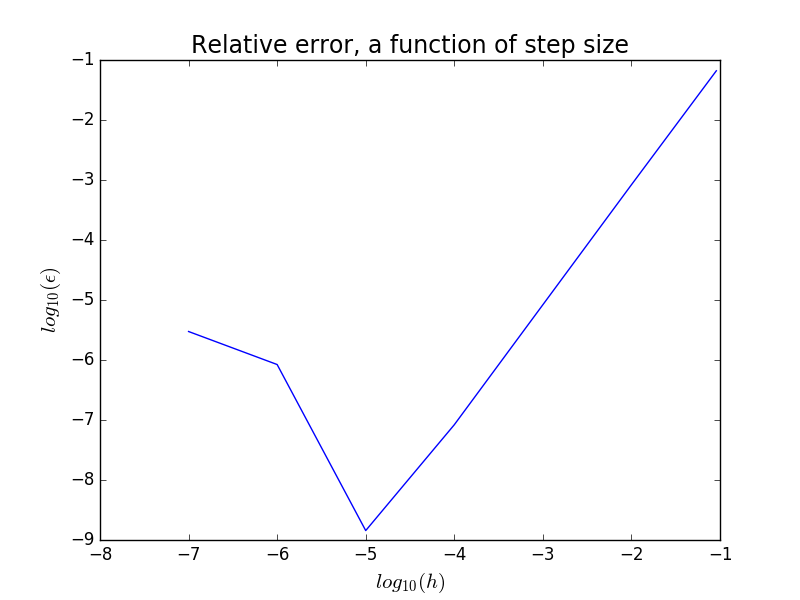 Relative error, a function of step size
−1
−2
−3
−4
−5
−6
−7
−8
−9
log₁₀(ϵ)
−8 −7 −6 −5 −4 −3 −2 −1
log₁₀(h)